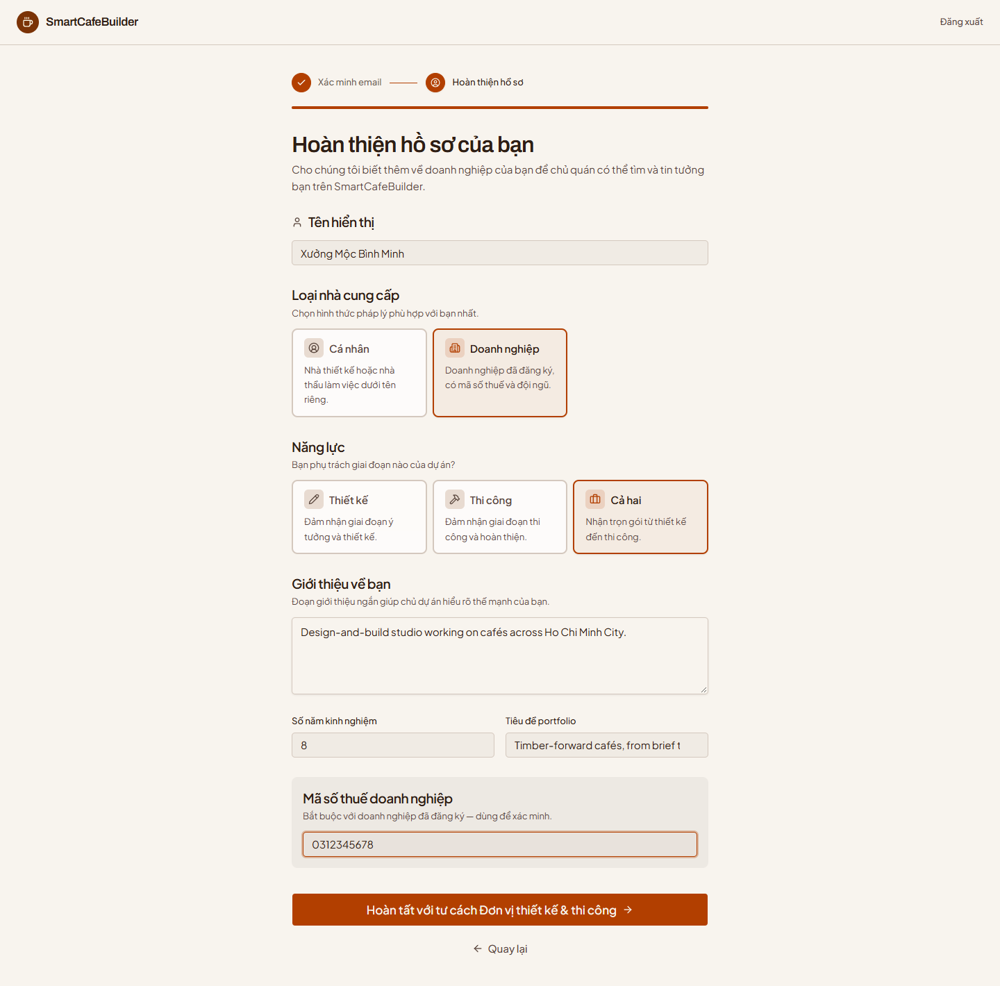 SmartCafeBuilder
Đăng xuất
Xác minh email
Hoàn thiện hồ sơ
Hoàn thiện hồ sơ của bạn
Cho chúng tôi biết thêm về doanh nghiệp của bạn để chủ quán có thể tìm và tin tưởng
bạn trên SmartCafeBuilder.
Tên hiển thị
Xưởng Mộc Bình Minh
Loại nhà cung cấp
Chọn hình thức pháp lý phù hợp với bạn nhất.
Cá nhân
Nhà thiết kế hoặc nhà
thầu làm việc dưới tên
riêng.
Doanh nghiệp
Doanh nghiệp đã đăng ký,
có mã số thuế và đội ngũ.
Năng lực
Bạn phụ trách giai đoạn nào của dự án?
Thiết kế
Đảm nhận giai đoạn ý
tưởng và thiết kế.
Thi công
Đảm nhận giai đoạn thi
công và hoàn thiện.
Cả hai
Nhận trọn gói từ thiết kế
đến thi công.
Giới thiệu về bạn
Đoạn giới thiệu ngắn giúp chủ dự án hiểu rõ thế mạnh của bạn.
Design-and-build studio working on cafés across Ho Chi Minh City.
Số năm kinh nghiệm
8
Tiêu đề portfolio
Timber-forward cafés, from brief t
Mã số thuế doanh nghiệp
Bắt buộc với doanh nghiệp đã đăng ký — dùng để xác minh.
0312345678
Hoàn tất với tư cách Đơn vị thiết kế & thi công
Quay lại